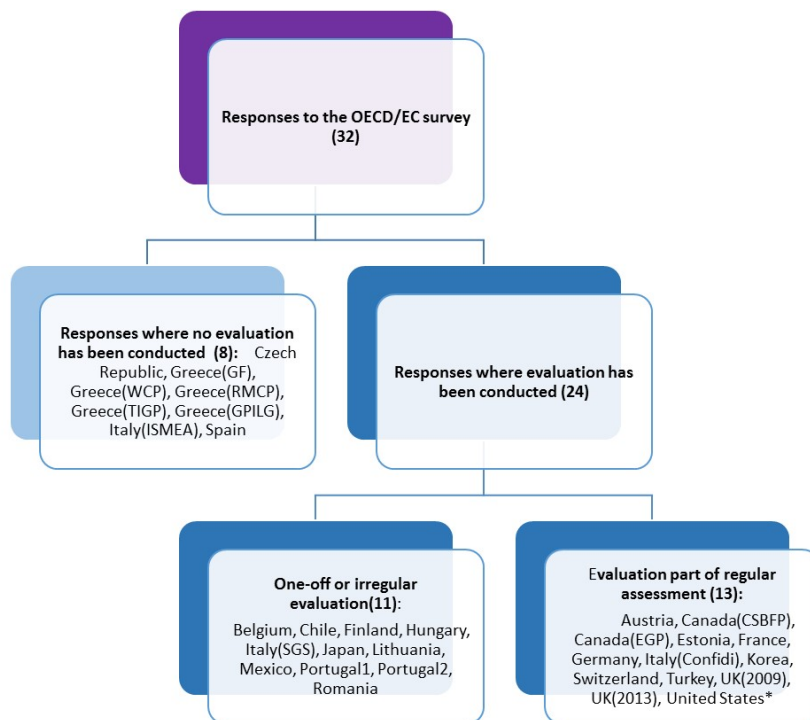 Responses to the OECD/EC survey
(32)
Responses where no evaluation
has been conducted (8): Czech
Republic, Greece(GF),
Greece(WCP), Greece(RMCP),
Greece(TIGP), Greece(GPILG),
Italy(ISMEA), Spain
Responses where evaluation has
been conducted (24)
One-off or irregular
evaluation(11):
Belgium, Chile, Finland, Hungary,
Italy(SGS), Japan, Lithuania,
Mexico, Portugal1, Portugal2,
Romania
Evaluation part of regular
assessment (13):
Austria, Canada(CSBFP),
Canada(EGP), Estonia, France,
Germany, Italy(Confidi), Korea,
Switzerland, Turkey, UK(2009),
UK(2013), United States*